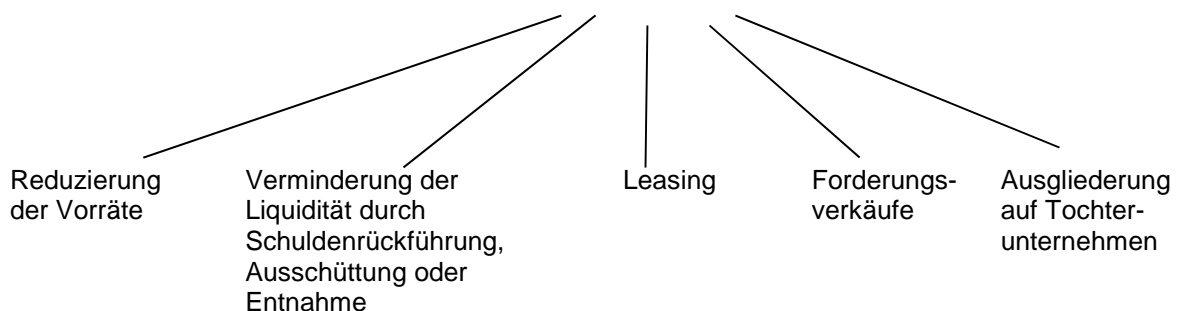 Reduzierung
der Vorräte
Verminderung der
Liquidität durch
Schuldenrückführung,
Ausschüttung oder
Entnahme
Leasing
Forderungs-
verkäufe
Ausgliederung
auf Tochter-
unternehmen